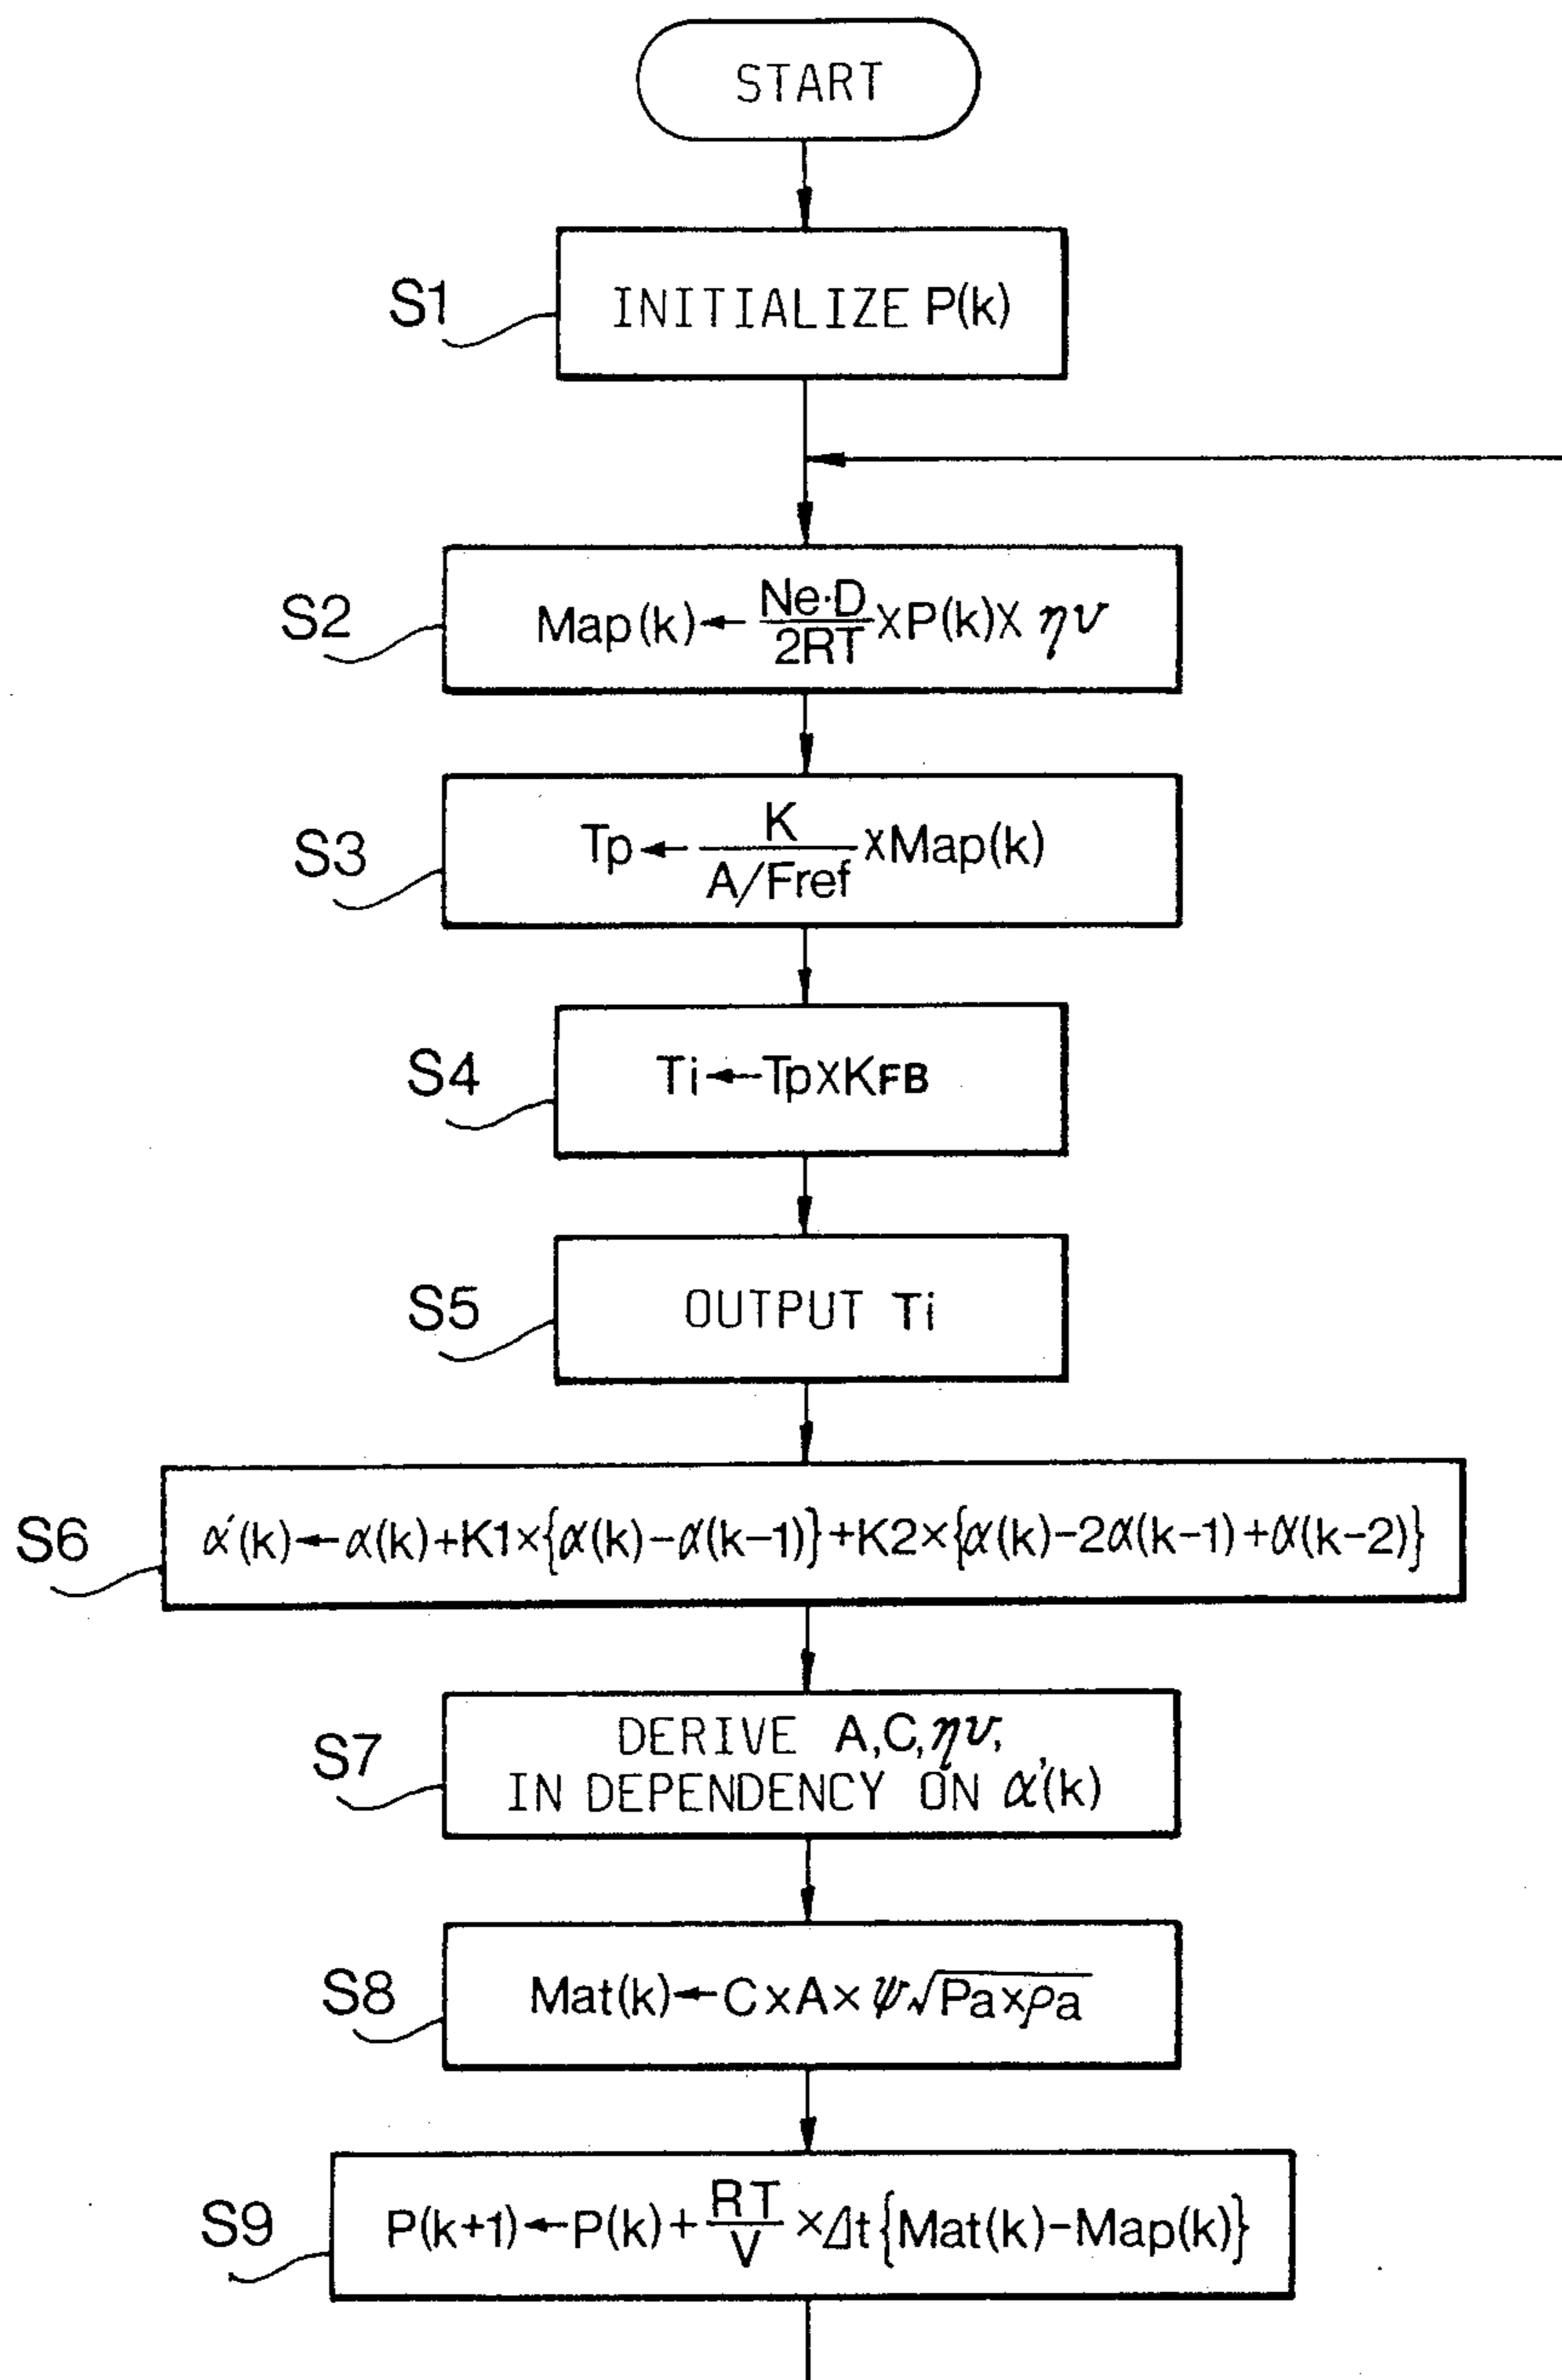 START
S1
INITIALIZE P(k)
S2
Map(k)←Ne·D/2RT×P(k)×ηv
S3
Tp←K/A/Fref×Map(k)
S4
Ti←Tp×KFB
S5
OUTPUT Ti
S6
α'(k)←α(k)+K1×{α(k)−α(k−1)}+K2×{α(k)−2α(k−1)+α(k−2)}
S7
DERIVE A,C,ηv,
IN DEPENDENCY ON α'(k)
S8
Mat(k)←C×A×ψ√Pa×ρa
S9
P(k+1)←P(k)+RT/V×Δt{Mat(k)−Map(k)}